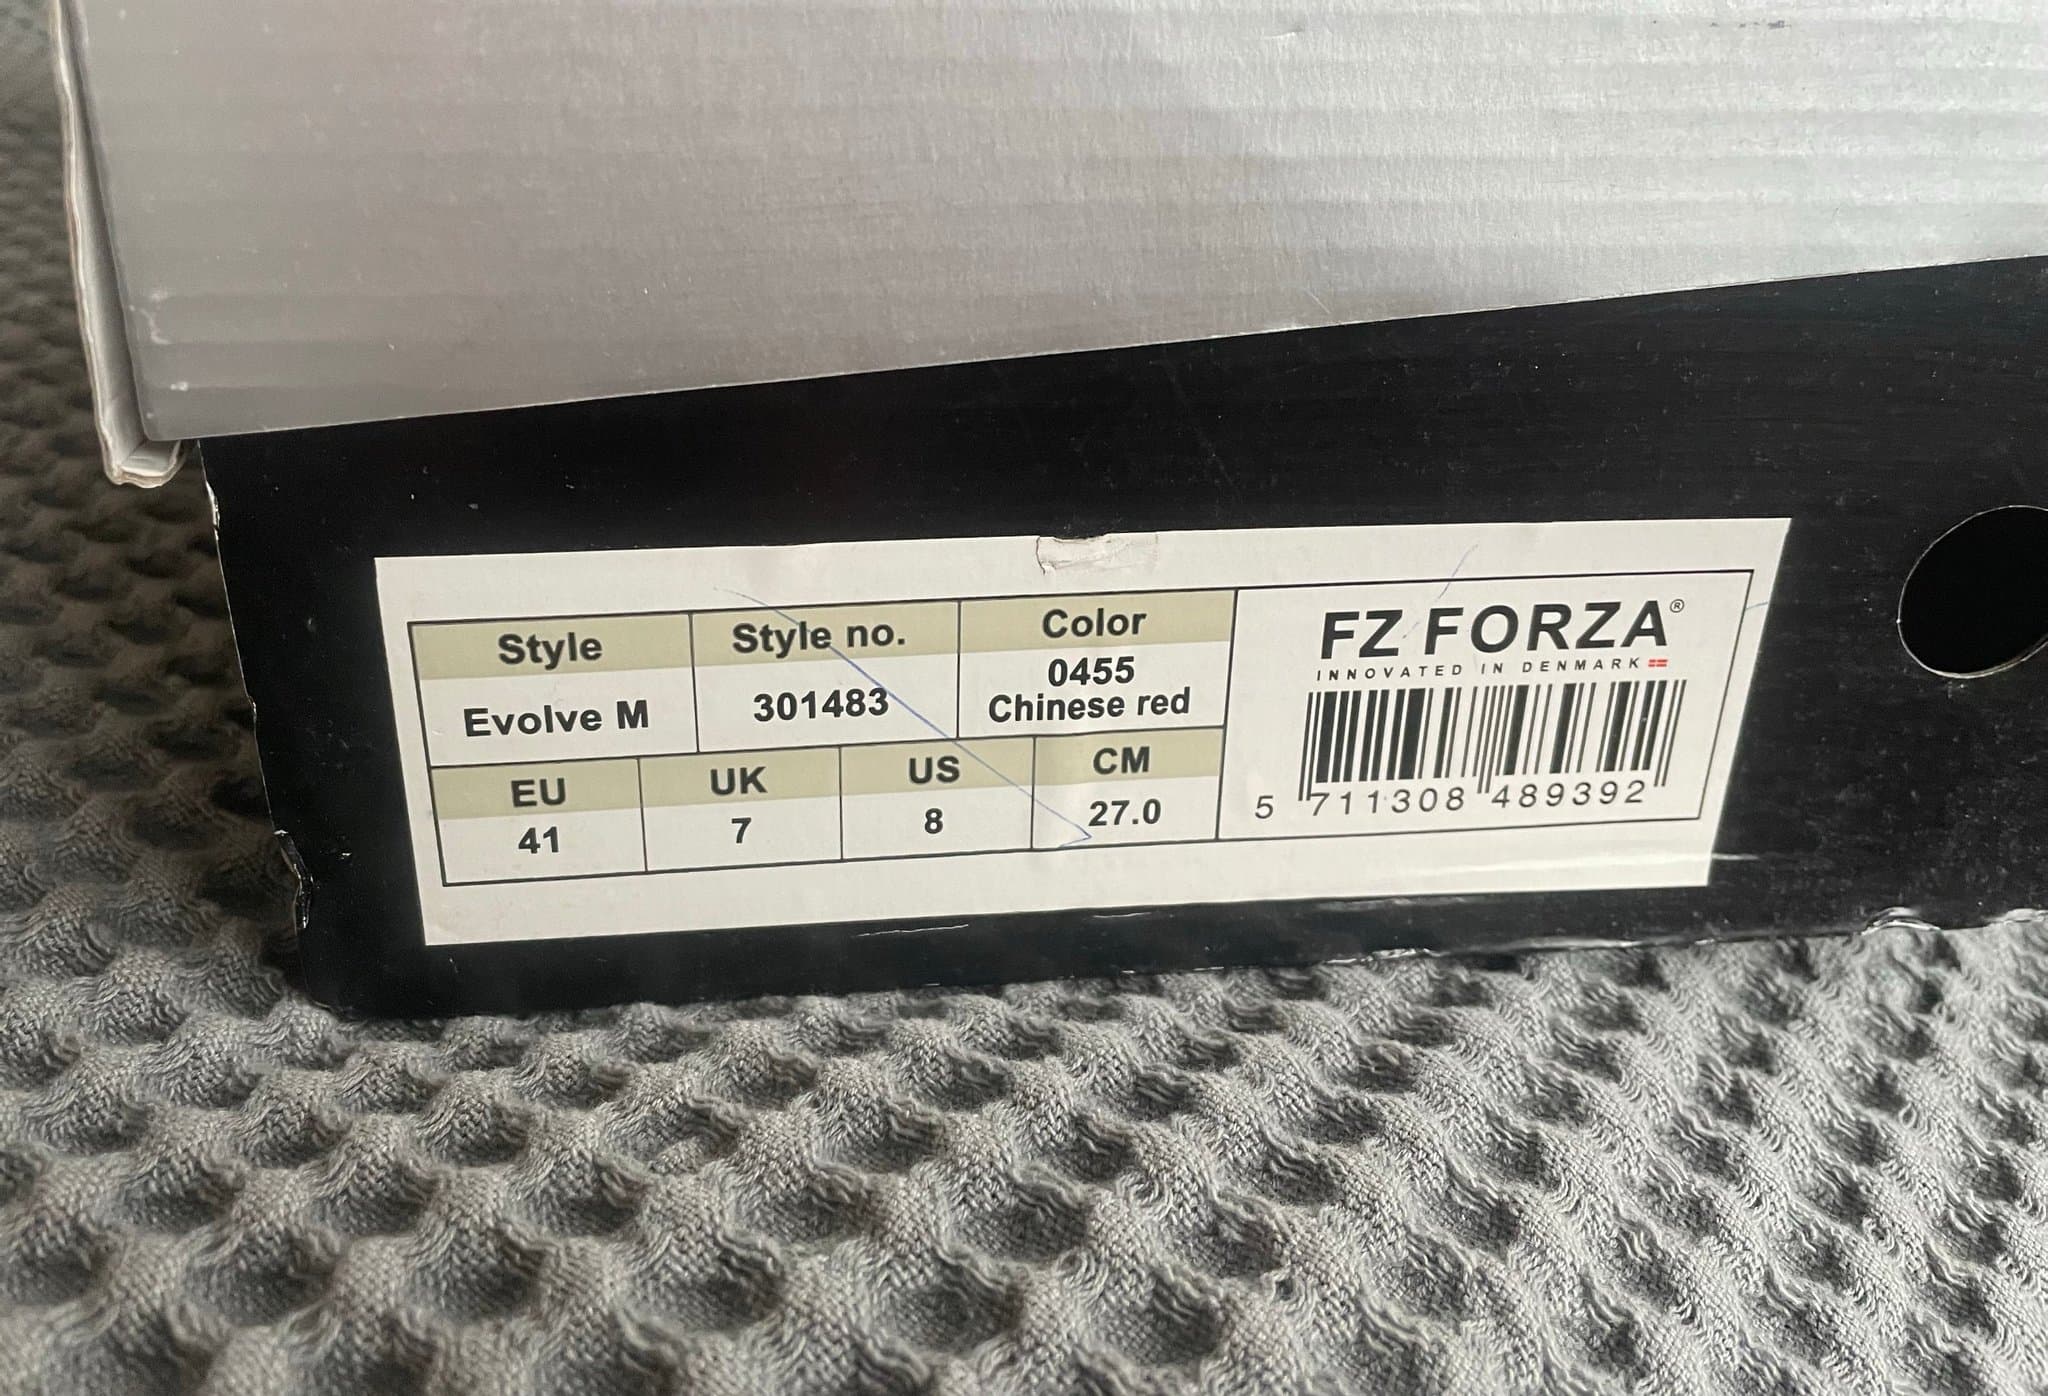 Style Style no. Color
Evolve M 301483 0455
Chinese red
EU UK US CM
41 7 8 27.0
FZ FORZA®
INNOVATED IN DENMARK
5 711308 489392